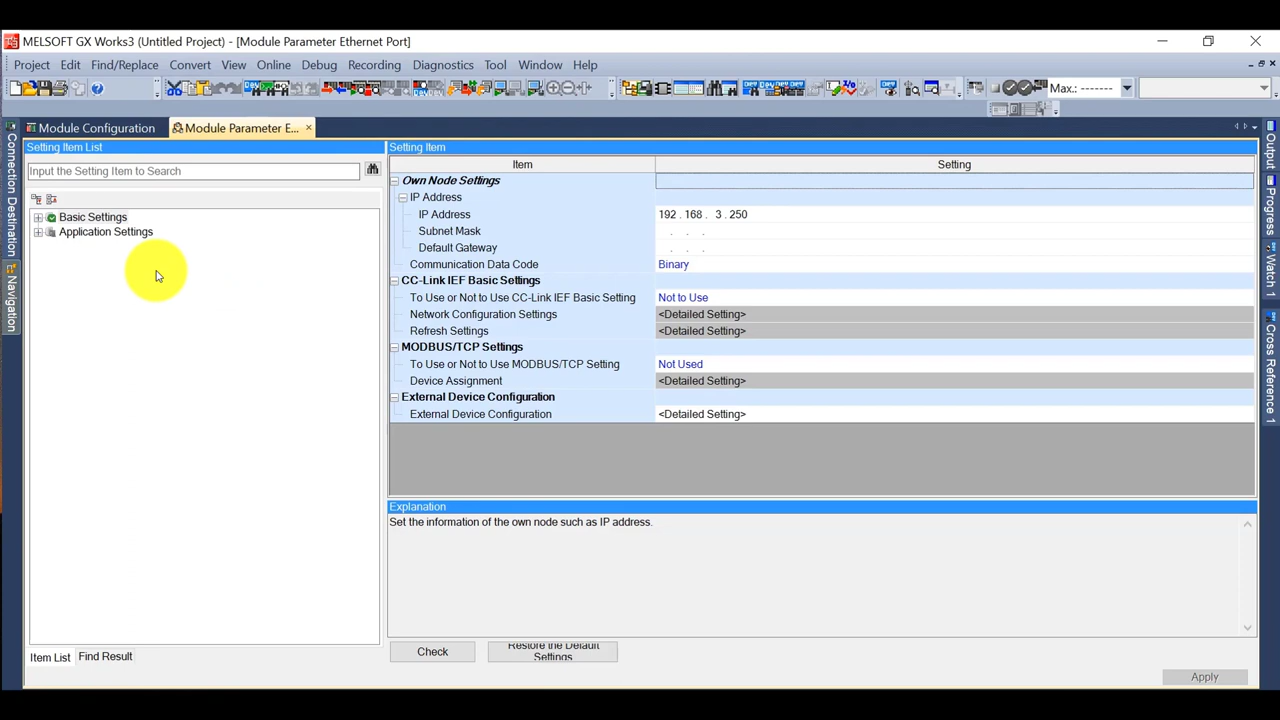 MELSOFT GX Works3 (Untitled Project) - [Module Parameter Ethernet Port]
Project Edit Find/Replace Convert View Online Debug Recording Diagnostics Tool Window Help
Max.: -------
Module Configuration Module Parameter E... ×
Setting Item List
Input the Setting Item to Search
Basic Settings
Application Settings
Item List Find Result
Setting Item
Item Setting
Own Node Settings
IP Address
IP Address 192 . 168 . 3 . 250
Subnet Mask . . .
Default Gateway . . .
Communication Data Code Binary
CC-Link IEF Basic Settings
To Use or Not to Use CC-Link IEF Basic Setting Not to Use
Network Configuration Settings <Detailed Setting>
Refresh Settings <Detailed Setting>
MODBUS/TCP Settings
To Use or Not to Use MODBUS/TCP Setting Not Used
Device Assignment <Detailed Setting>
External Device Configuration
External Device Configuration <Detailed Setting>
Explanation
Set the information of the own node such as IP address.
Check
Restore the Default
Settings
Apply
Connection Destination
Navigation
Output
Progress
Watch 1
Cross Reference 1